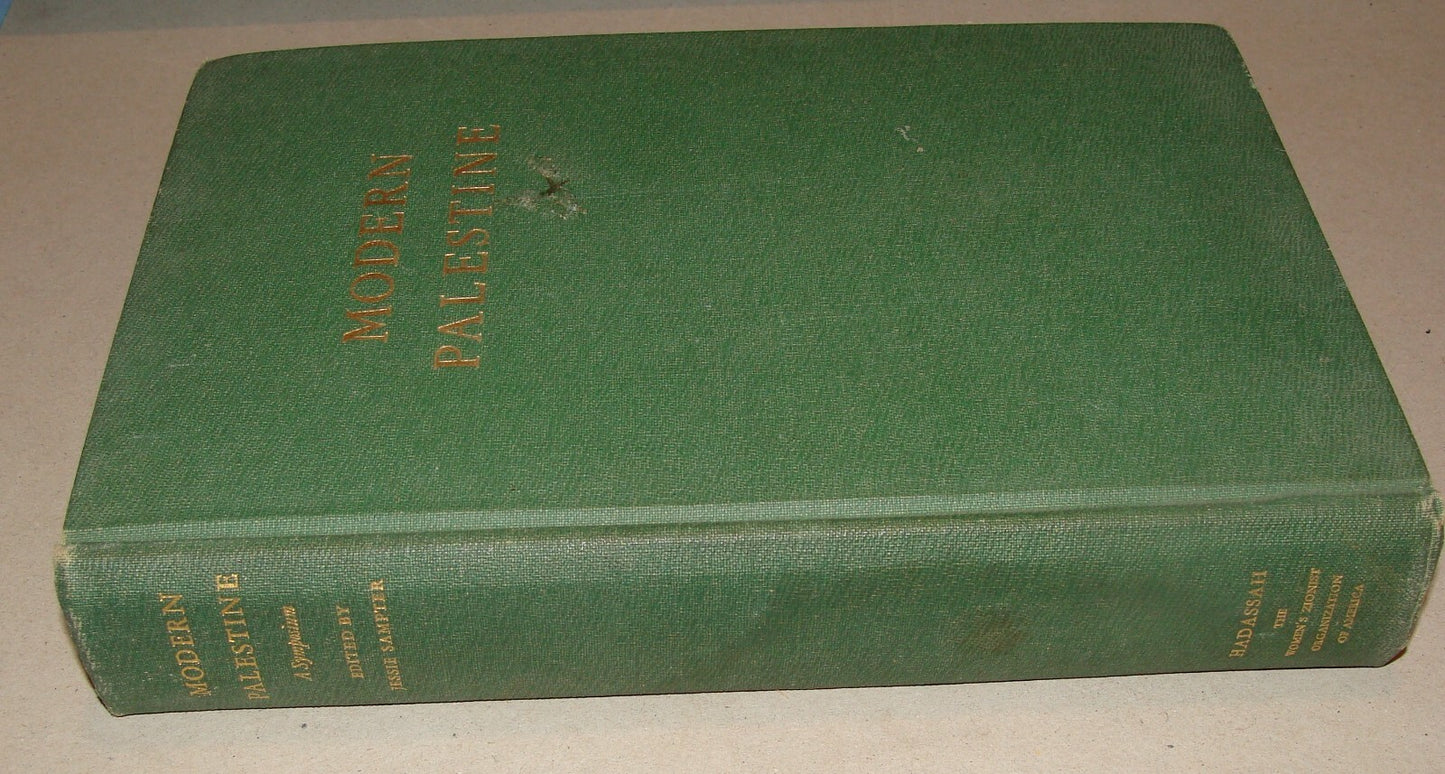 MODERN
PALESTINE
MODERN
PALESTINE
A Symposium
EDITED BY
JESSIE SAMPTER
HADASSAH
THE
WOMEN'S ZIONIST
ORGANIZATION
OF AMERICA